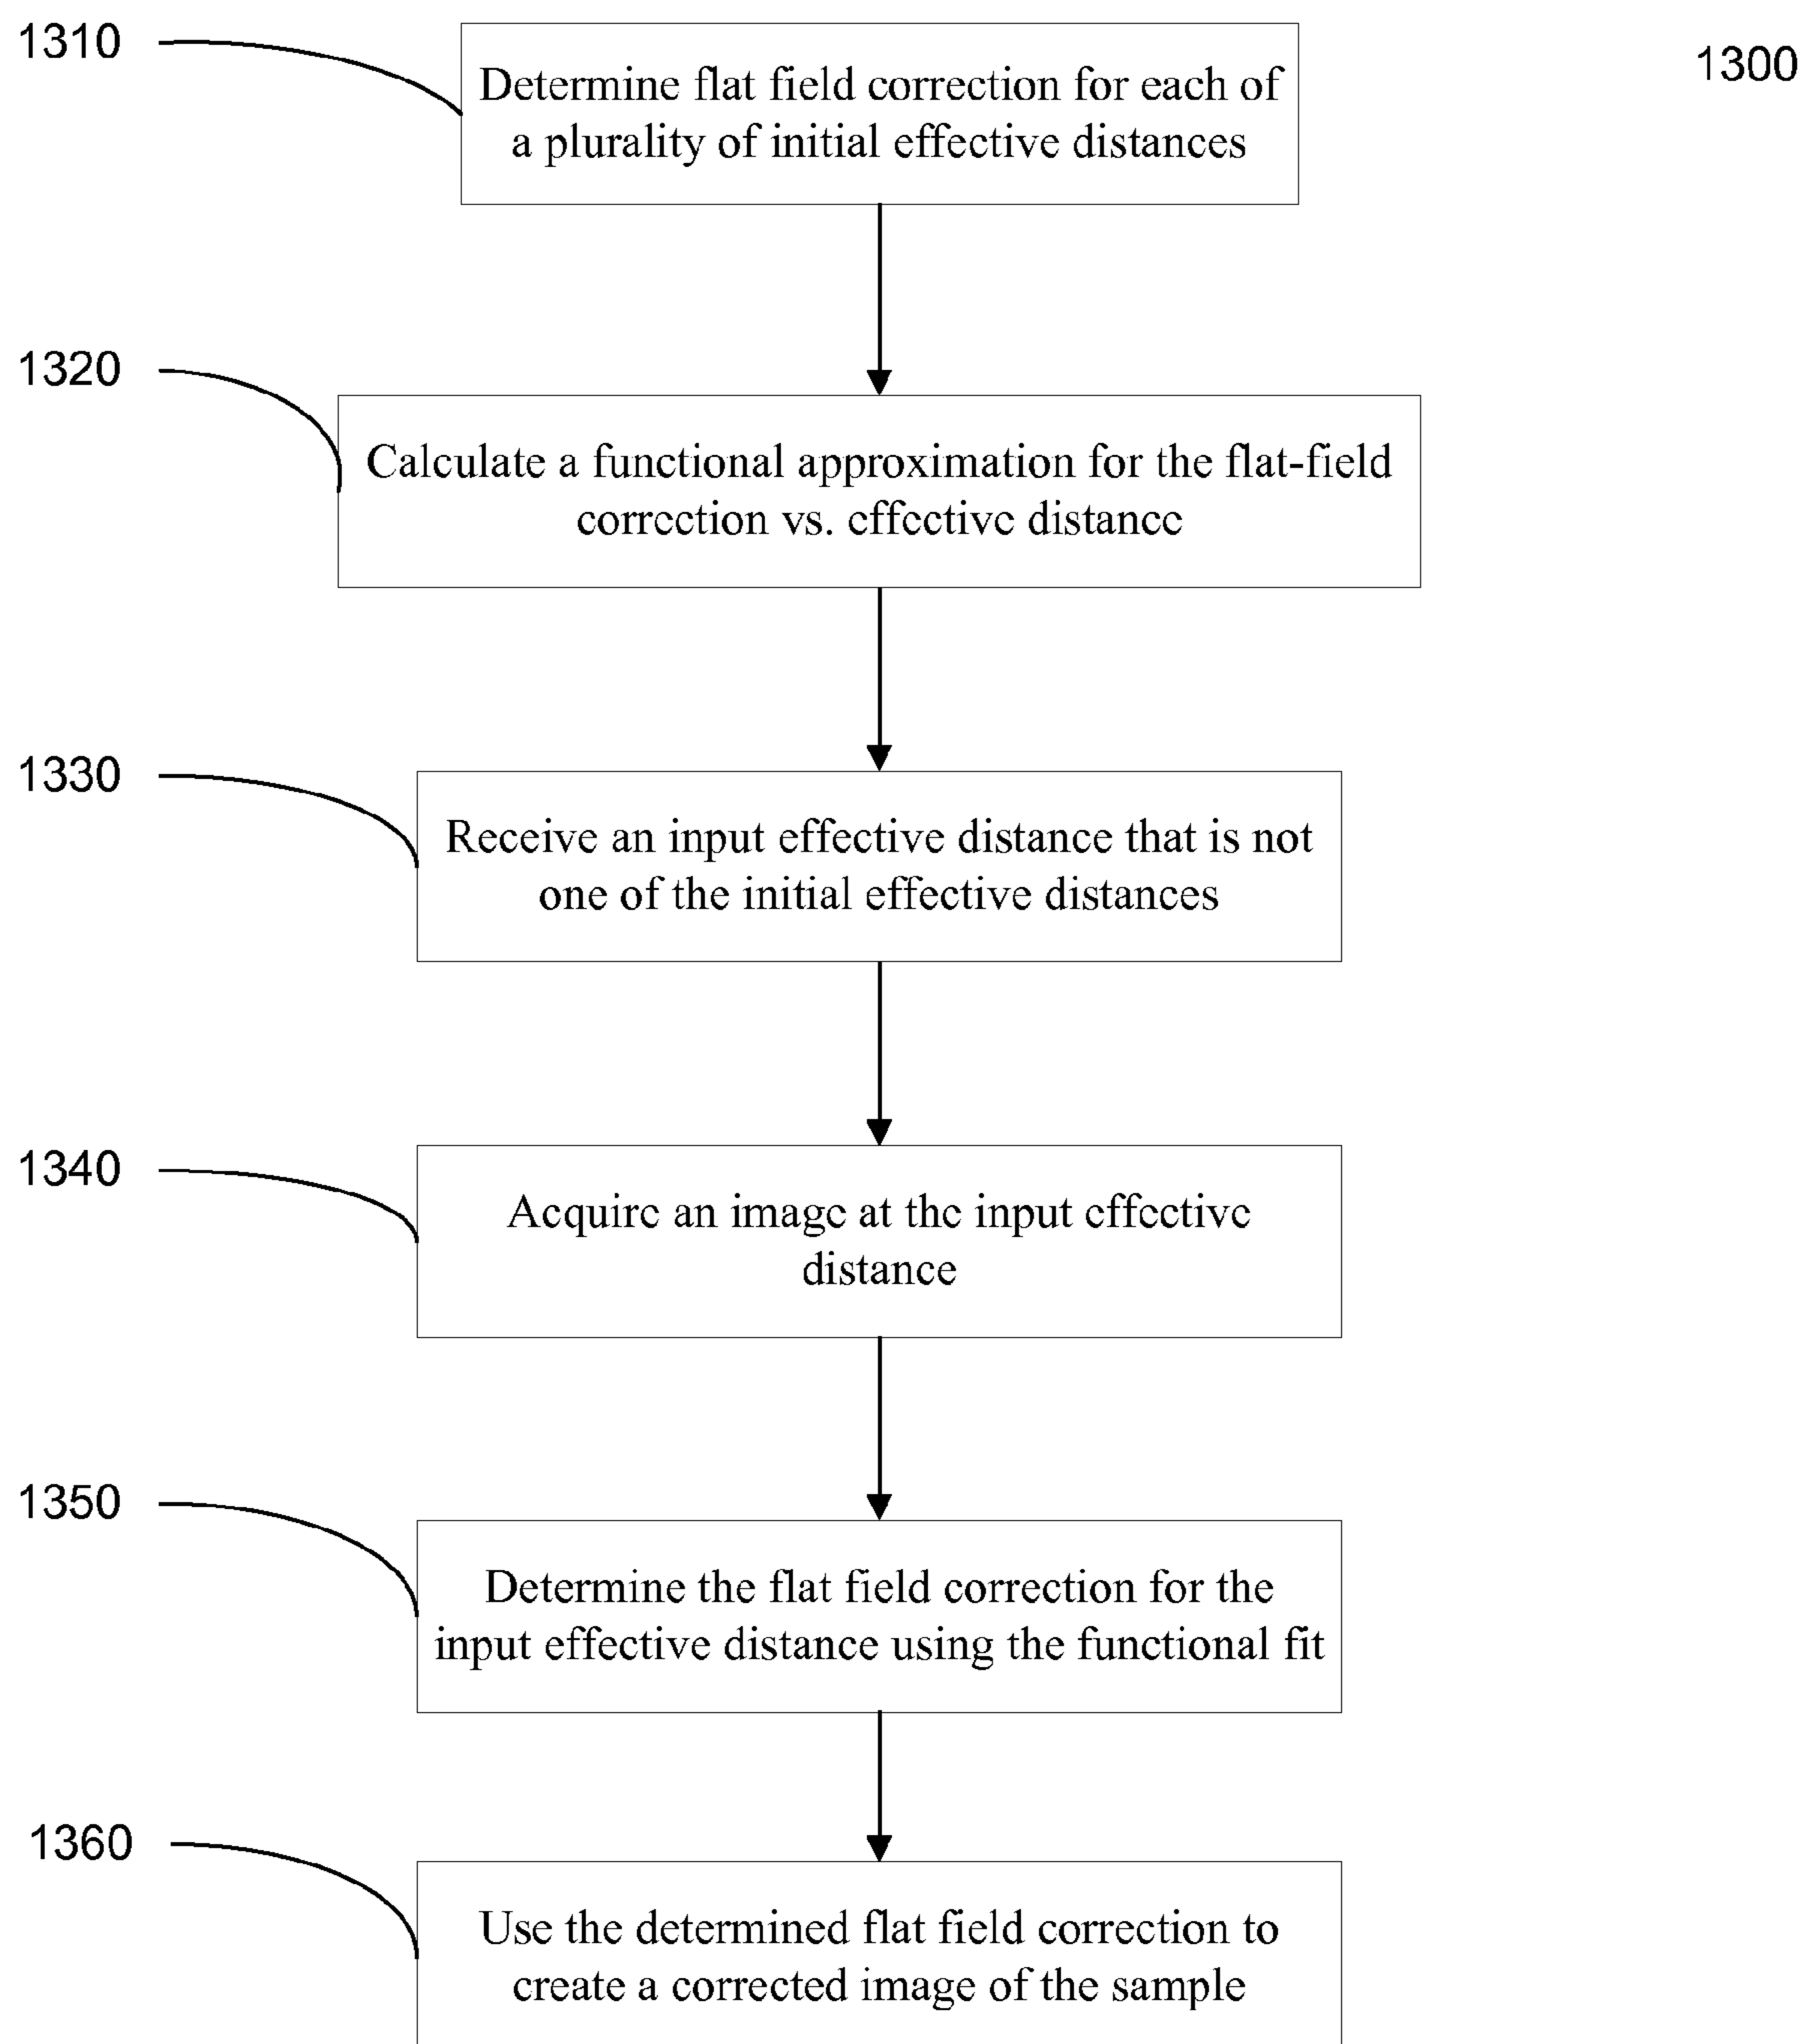 1310
1300
Determine flat field correction for each of
a plurality of initial effective distances
1320
Calculate a functional approximation for the flat-field
correction vs. effective distance
1330
Receive an input effective distance that is not
one of the initial effective distances
1340
Acquire an image at the input effective
distance
1350
Determine the flat field correction for the
input effective distance using the functional fit
1360
Use the determined flat field correction to
create a corrected image of the sample